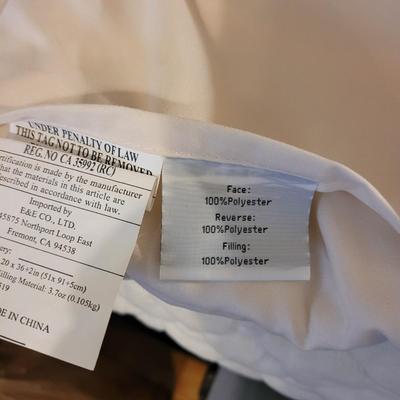 UNDER PENALTY OF LAW
THIS TAG NOT TO BE REMOVED
REG. NO CA 35992 (RC)
ertification is made by the manufacturer
hat the materials in this article are
escribed in accordance with law.
Imported by
E&E CO., LTD.
45875 Northport Loop East
Fremont, CA 94538
ery:
20 x 36+2in (51x 91+5cm)
illing Material: 3.7oz (0.105kg)
519
DE IN CHINA
Face:
100%Polyester
Reverse:
100%Polyester
Filling:
100%Polyester